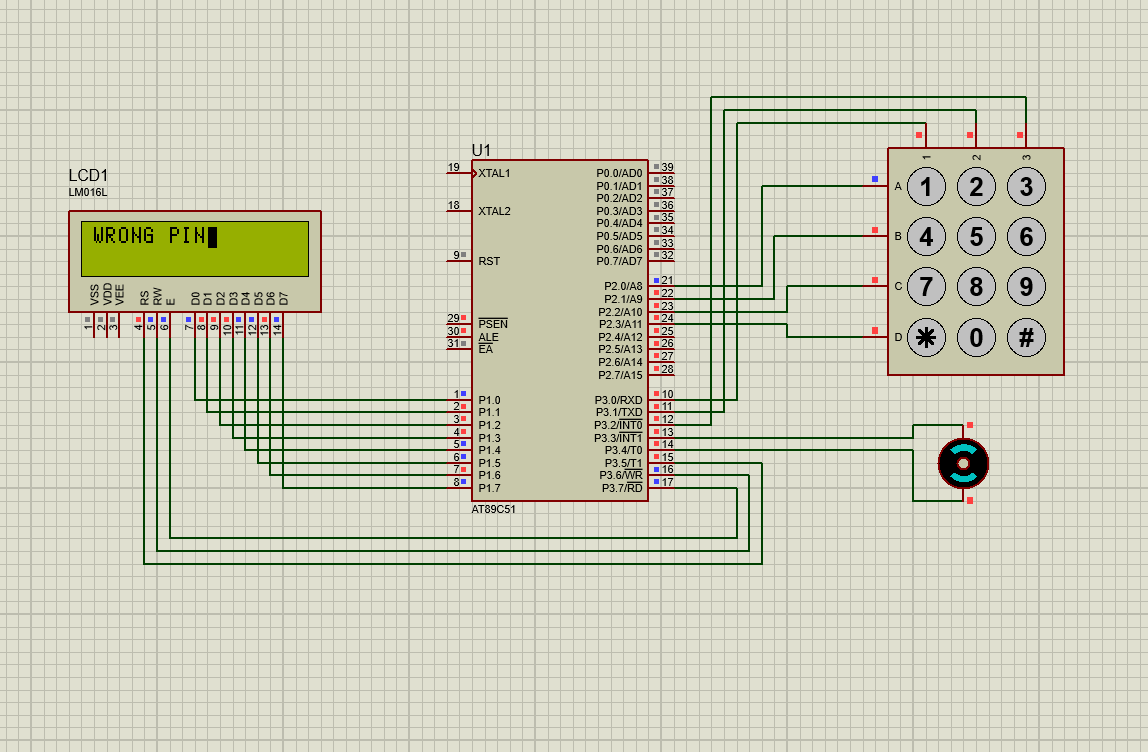 LCD1
LM016L
WRONG PIN
VSS
VDD
VEE
RS
RW
E
D0
D1
D2
D3
D4
D5
D6
D7
1
2
3
4
5
6
7
8
9
10
11
12
13
14
U1
19 XTAL1
18 XTAL2
9 RST
29 PSEN
30 ALE
31 EA
1 P1.0
2 P1.1
3 P1.2
4 P1.3
5 P1.4
6 P1.5
7 P1.6
8 P1.7
P0.0/AD0 39
P0.1/AD1 38
P0.2/AD2 37
P0.3/AD3 36
P0.4/AD4 35
P0.5/AD5 34
P0.6/AD6 33
P0.7/AD7 32
P2.0/A8 21
P2.1/A9 22
P2.2/A10 23
P2.3/A11 24
P2.4/A12 25
P2.5/A13 26
P2.6/A14 27
P2.7/A15 28
P3.0/RXD 10
P3.1/TXD 11
P3.2/INT0 12
P3.3/INT1 13
P3.4/T0 14
P3.5/T1 15
P3.6/WR 16
P3.7/RD 17
AT89C51
1 2 3
A 1 2 3
B 4 5 6
C 7 8 9
D * 0 #